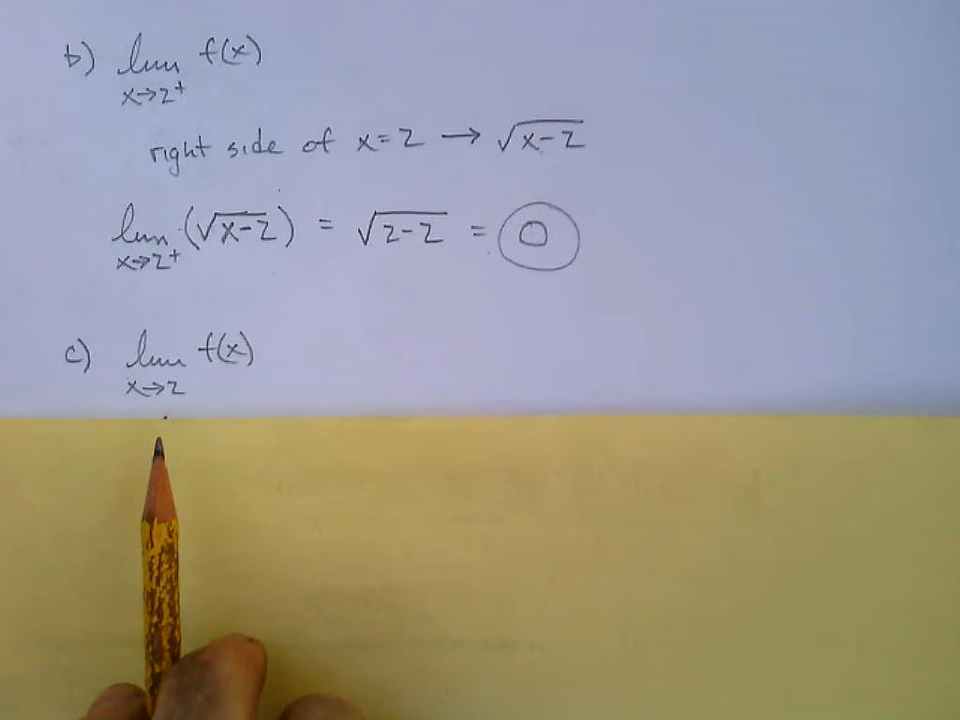 b) lim f(x)
x→2⁺
right side of x=2 → √x-2
lim (√x-2) = √2-2 = 0
x→2⁺
c) lim f(x)
x→2